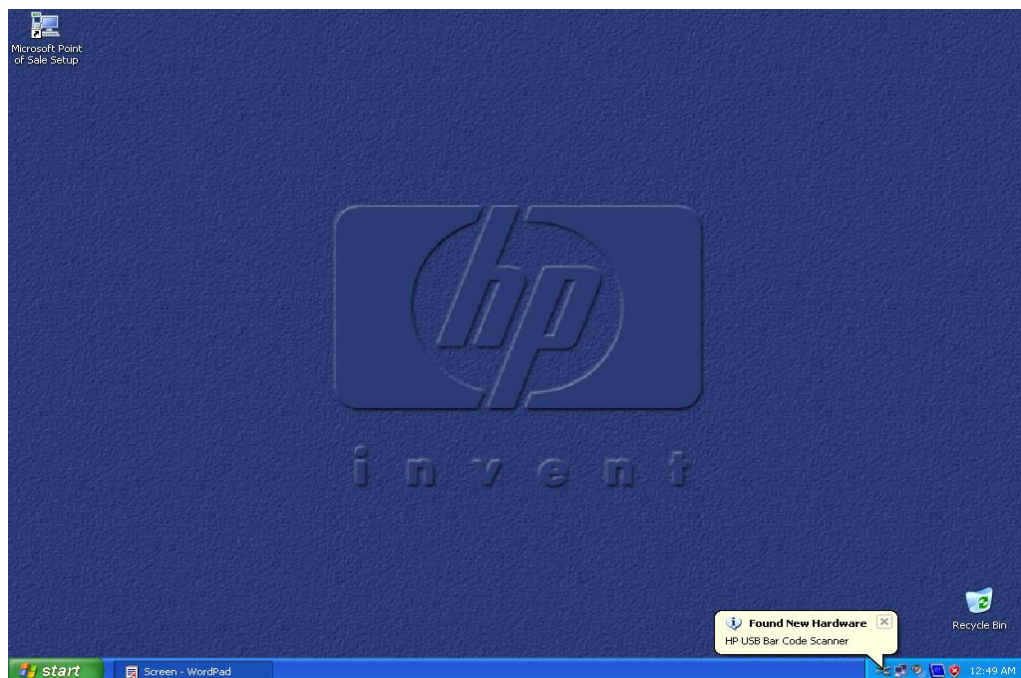 Microsoft Point
of Sale Setup
hp
invent
Found New Hardware
HP USB Bar Code Scanner
Recycle Bin
start
Screen - WordPad
12:49 AM